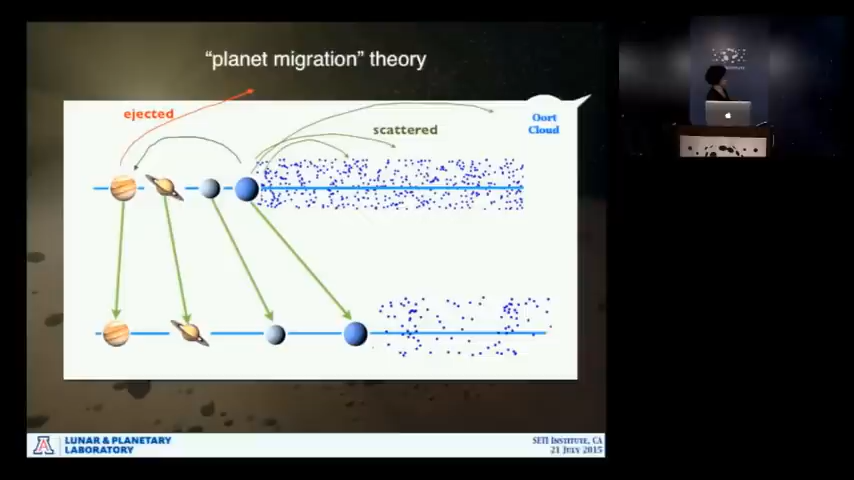 “planet migration” theory
ejected
scattered
Oort
Cloud
LUNAR & PLANETARY
LABORATORY
SETI INSTITUTE, CA
21 JULY 2015